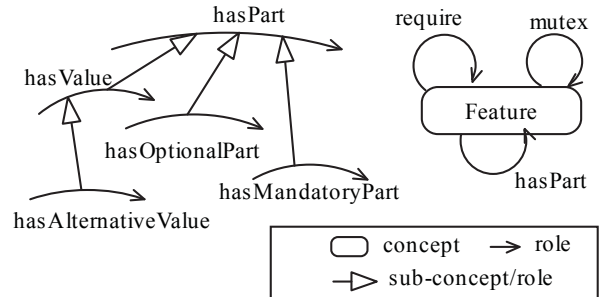 hasPart
require
mutex
hasValue
Feature
hasOptionalPart
hasPart
hasMandatoryPart
hasAlternativeValue
concept
role
sub-concept/role